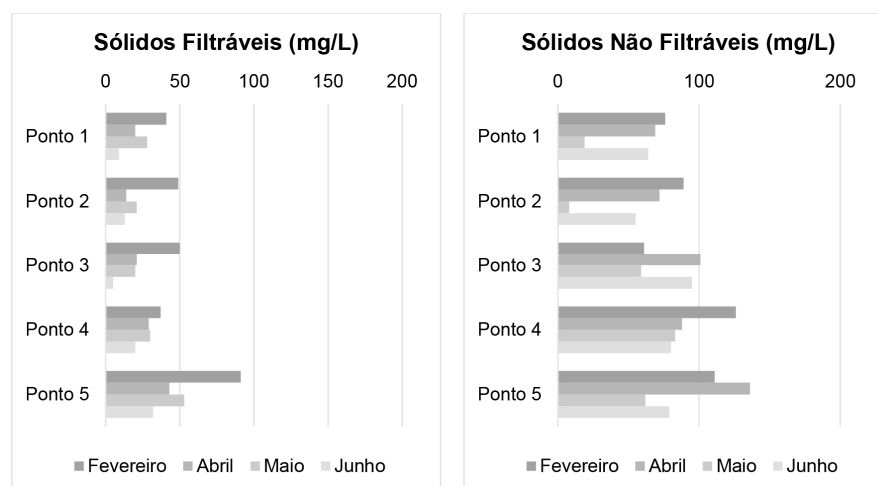 Sólidos Filtráveis (mg/L)
0 50 100 150 200
Ponto 1
Ponto 2
Ponto 3
Ponto 4
Ponto 5
Fevereiro Abril Maio Junho
Sólidos Não Filtráveis (mg/L)
0 100 200
Ponto 1
Ponto 2
Ponto 3
Ponto 4
Ponto 5
Fevereiro Abril Maio Junho